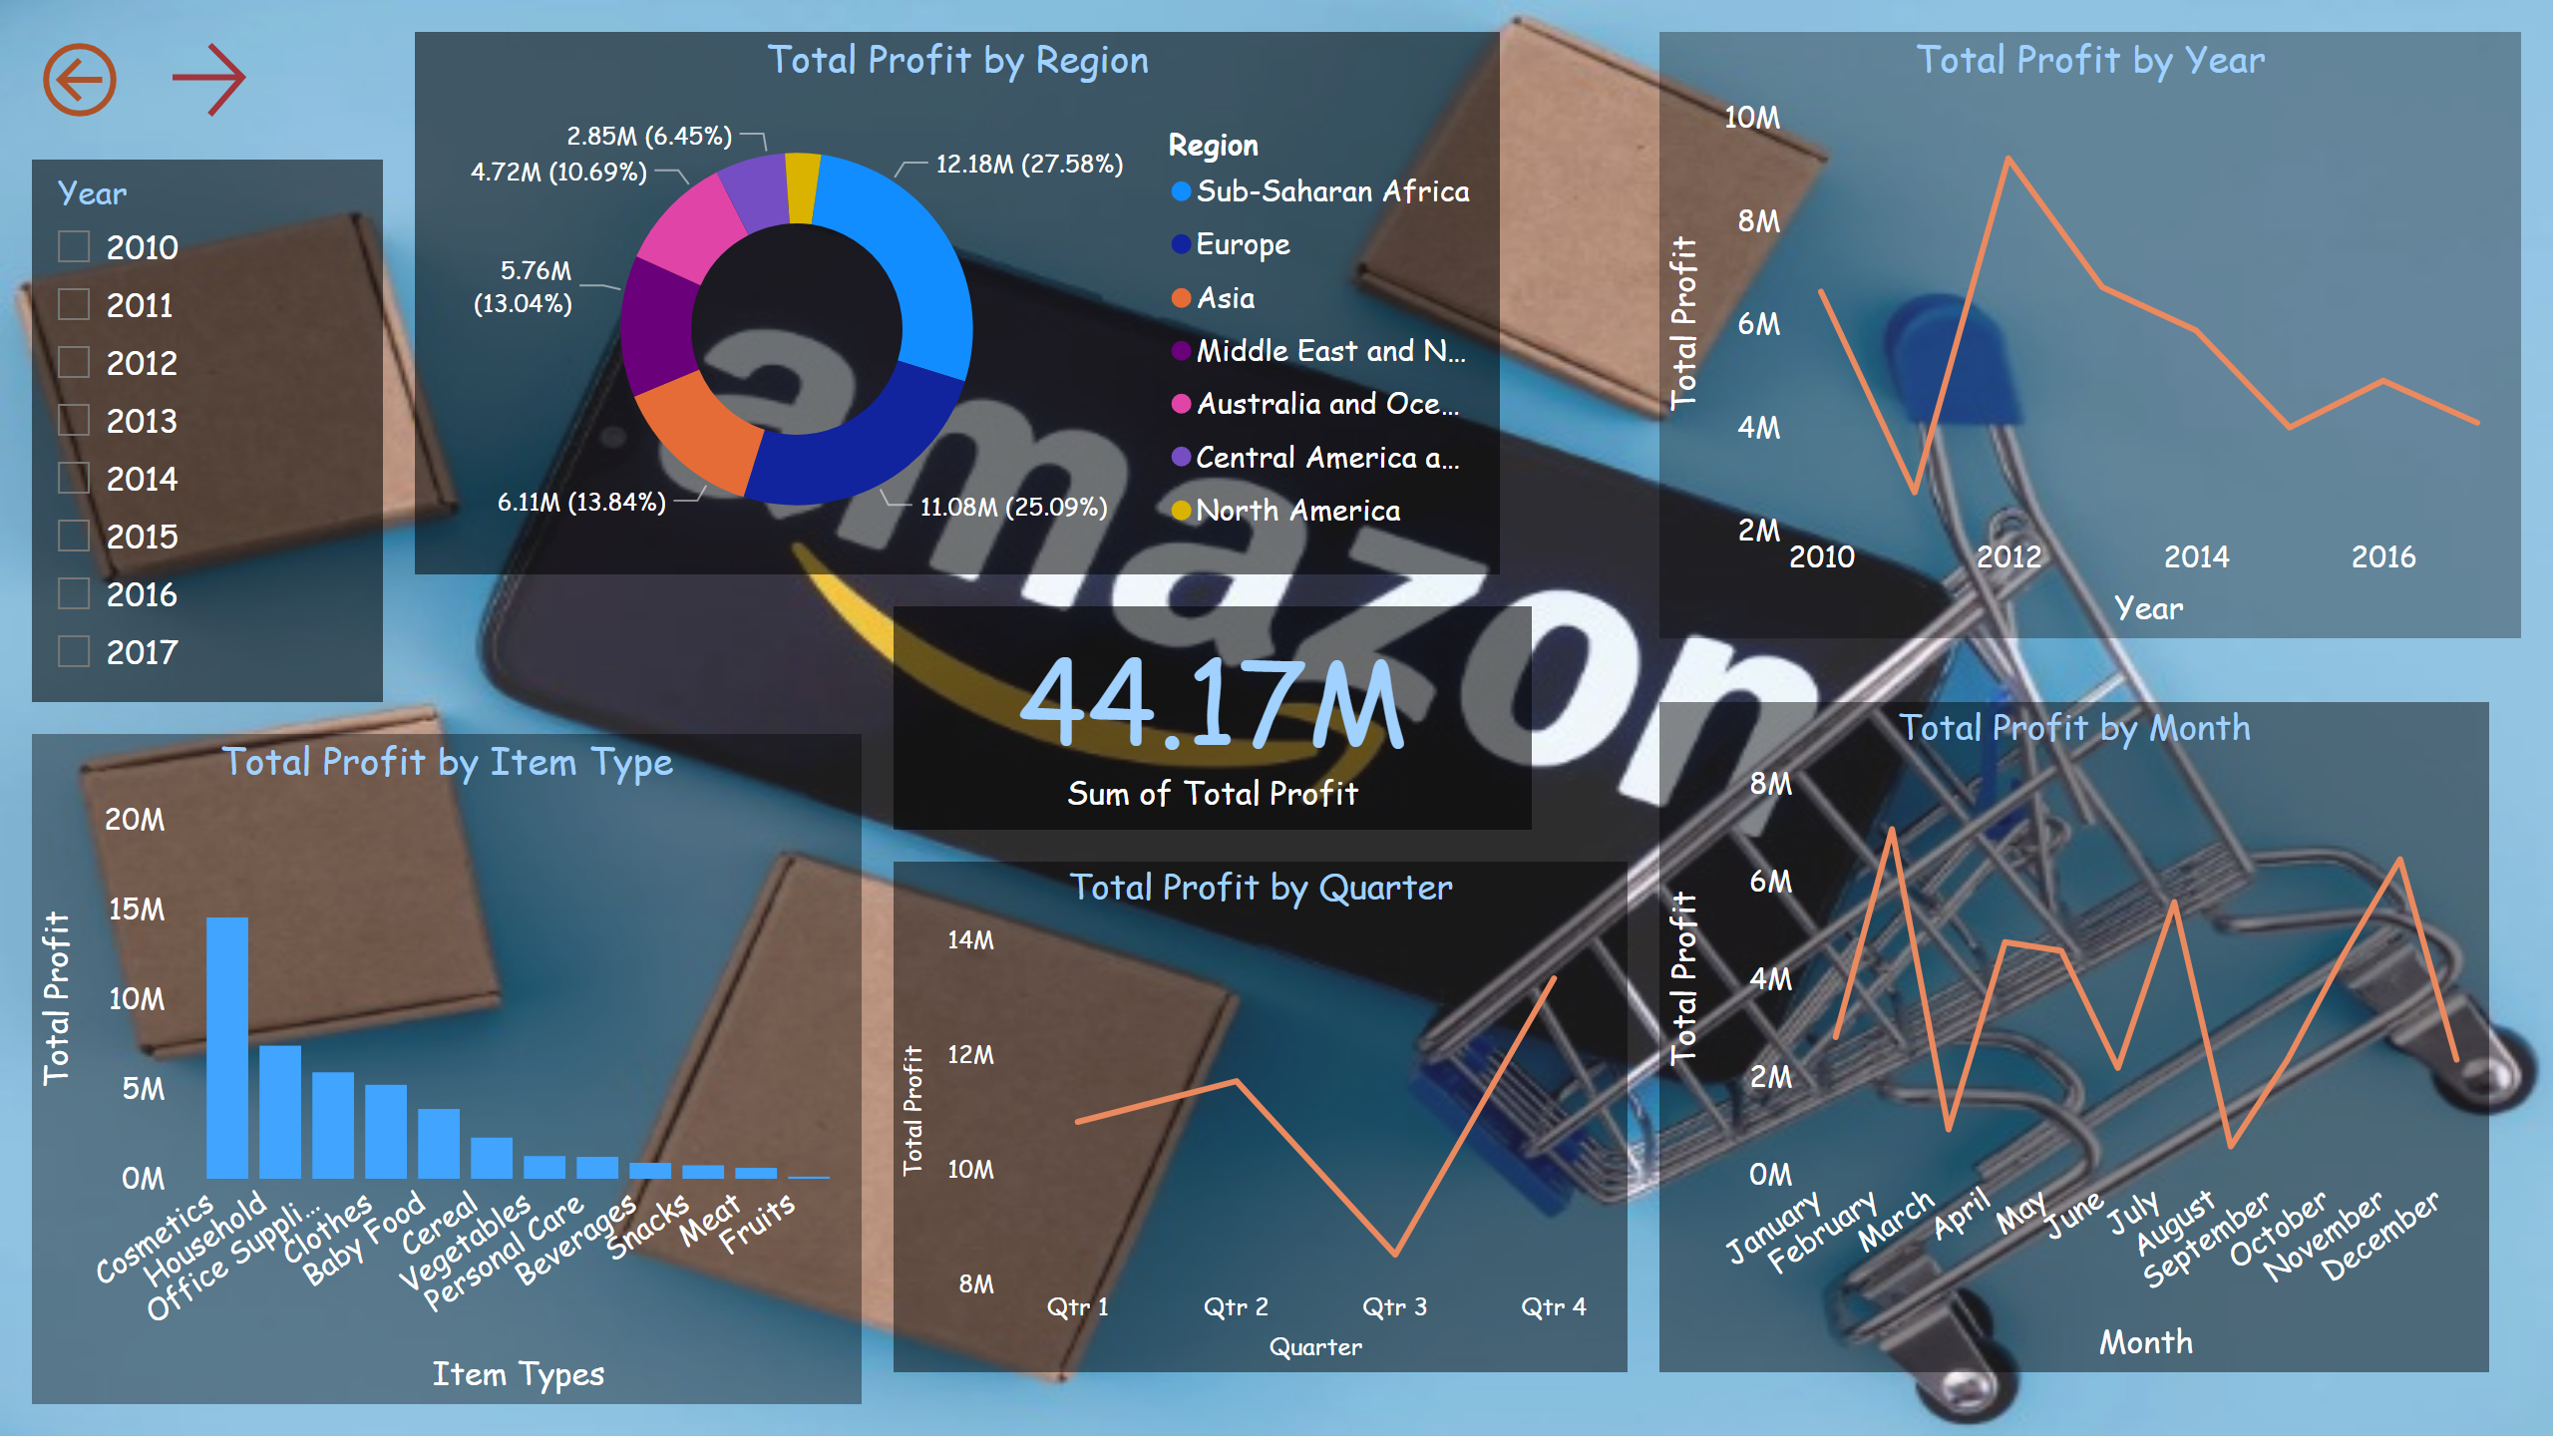 Total Profit by Region
2.85M (6.45%)
4.72M (10.69%)
12.18M (27.58%)
5.76M
(13.04%)
6.11M (13.84%)
11.08M (25.09%)
Region
Sub-Saharan Africa
Europe
Asia
Middle East and N...
Australia and Oce...
Central America a...
North America
Total Profit by Year
Total Profit
10M
8M
6M
4M
2M
2010
2012
2014
2016
Year
Year
2010
2011
2012
2013
2014
2015
2016
2017
amazon
44.17M
Sum of Total Profit
Total Profit by Item Type
Total Profit
20M
15M
10M
5M
0M
Cosmetics
Household
Office Suppli...
Clothes
Baby Food
Cereal
Vegetables
Personal Care
Beverages
Snacks
Meat
Fruits
Item Types
Total Profit by Quarter
Total Profit
14M
12M
10M
8M
Qtr 1
Qtr 2
Qtr 3
Qtr 4
Quarter
Total Profit by Month
Total Profit
8M
6M
4M
2M
0M
January
February
March
April
May
June
July
August
September
October
November
December
Month